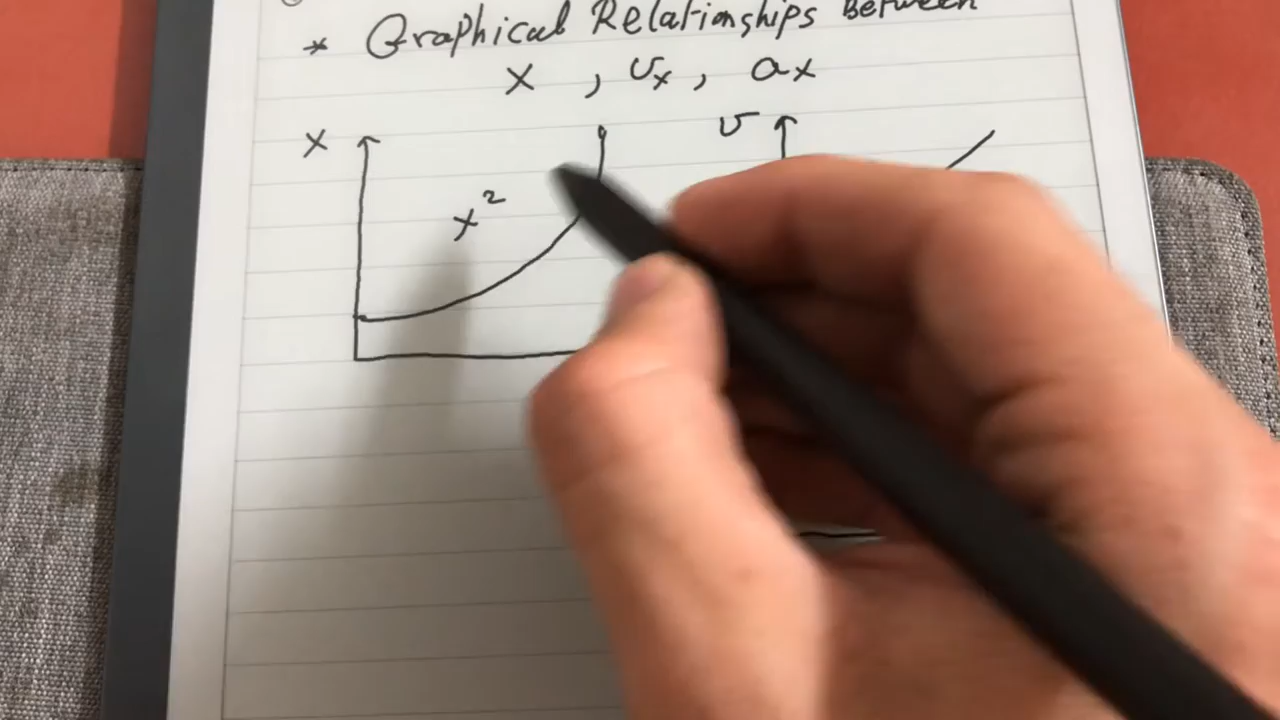 * Graphical Relationships Between
x , vx , ax
x
v
x²